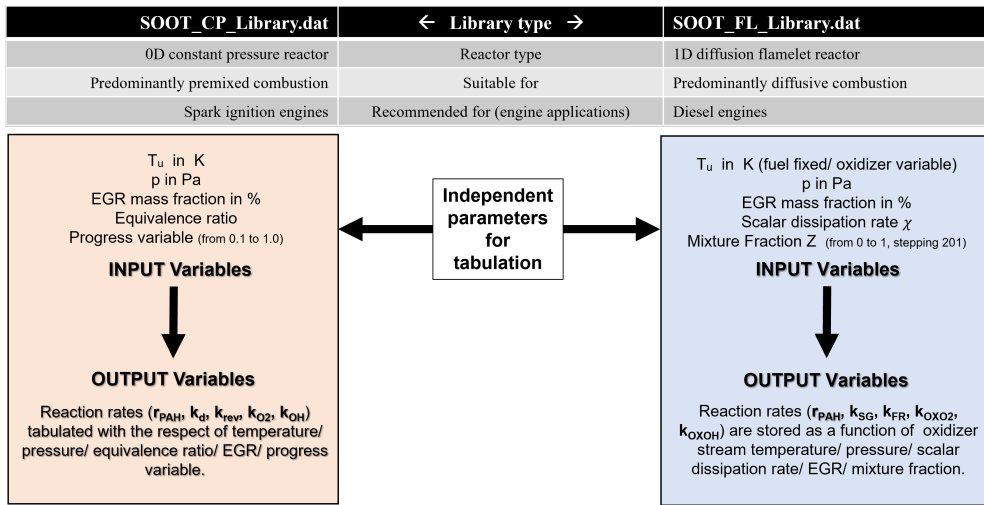 SOOT_CP_Library.dat ← Library type → SOOT_FL_Library.dat
0D constant pressure reactor Reactor type 1D diffusion flamelet reactor
Predominantly premixed combustion Suitable for Predominantly diffusive combustion
Spark ignition engines Recommended for (engine applications) Diesel engines
Tu in K
p in Pa
EGR mass fraction in %
Equivalence ratio
Progress variable (from 0.1 to 1.0)
INPUT Variables
OUTPUT Variables
Reaction rates (rPAH, kd, krev, kO2, kOH)
tabulated with the respect of temperature/
pressure/ equivalence ratio/ EGR/ progress
variable.
Independent
parameters
for
tabulation
Tu in K (fuel fixed/ oxidizer variable)
p in Pa
EGR mass fraction in %
Scalar dissipation rate χ
Mixture Fraction Z (from 0 to 1, stepping 201)
INPUT Variables
OUTPUT Variables
Reaction rates (rPAH, kSG, kFR, kOXO2,
kOXOH) are stored as a function of oxidizer
stream temperature/ pressure/ scalar
dissipation rate/ EGR/ mixture fraction.